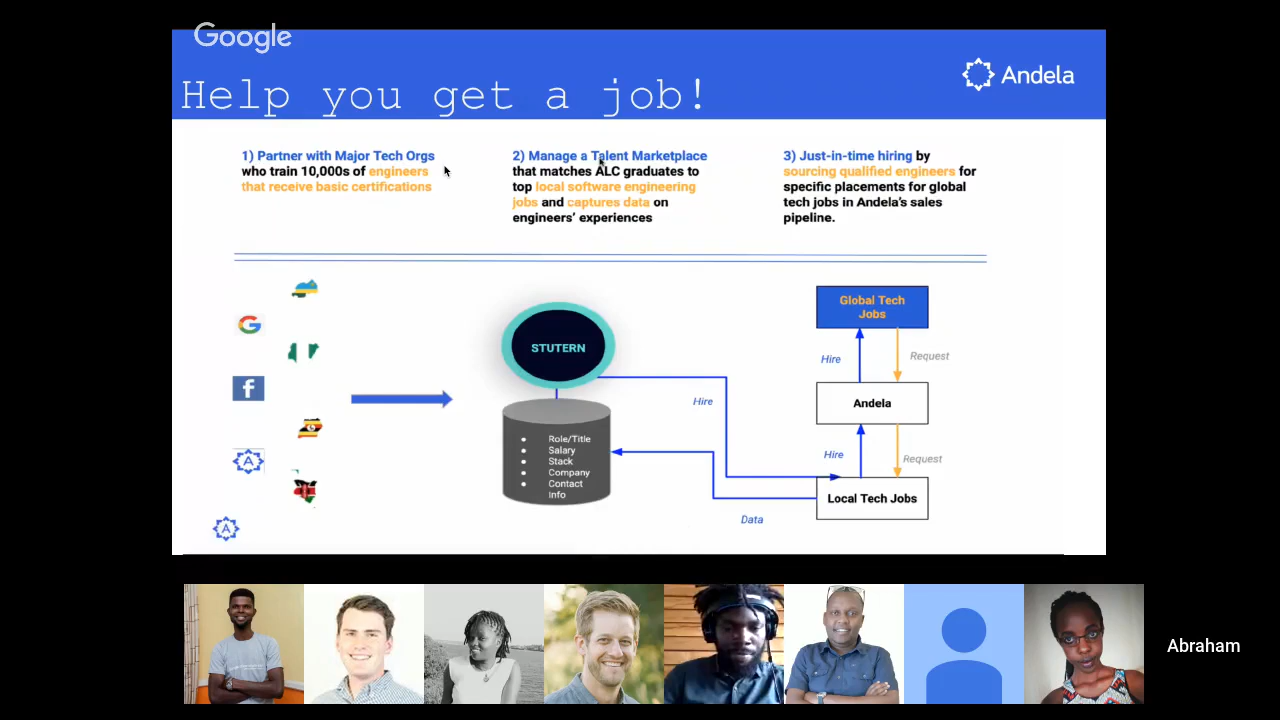 Google
Help you get a job!
Andela
1) Partner with Major Tech Orgs
who train 10,000s of engineers
that receive basic certifications
2) Manage a Talent Marketplace
that matches ALC graduates to
top local software engineering
jobs and captures data on
engineers' experiences
3) Just-in-time hiring by
sourcing qualified engineers for
specific placements for global
tech jobs in Andela's sales
pipeline.
G
f
A
A
STUTERN
• Role/Title
• Salary
• Stack
• Company
• Contact
Info
Hire
Data
Global Tech
Jobs
Hire
Request
Andela
Hire
Request
Local Tech Jobs
Abraham